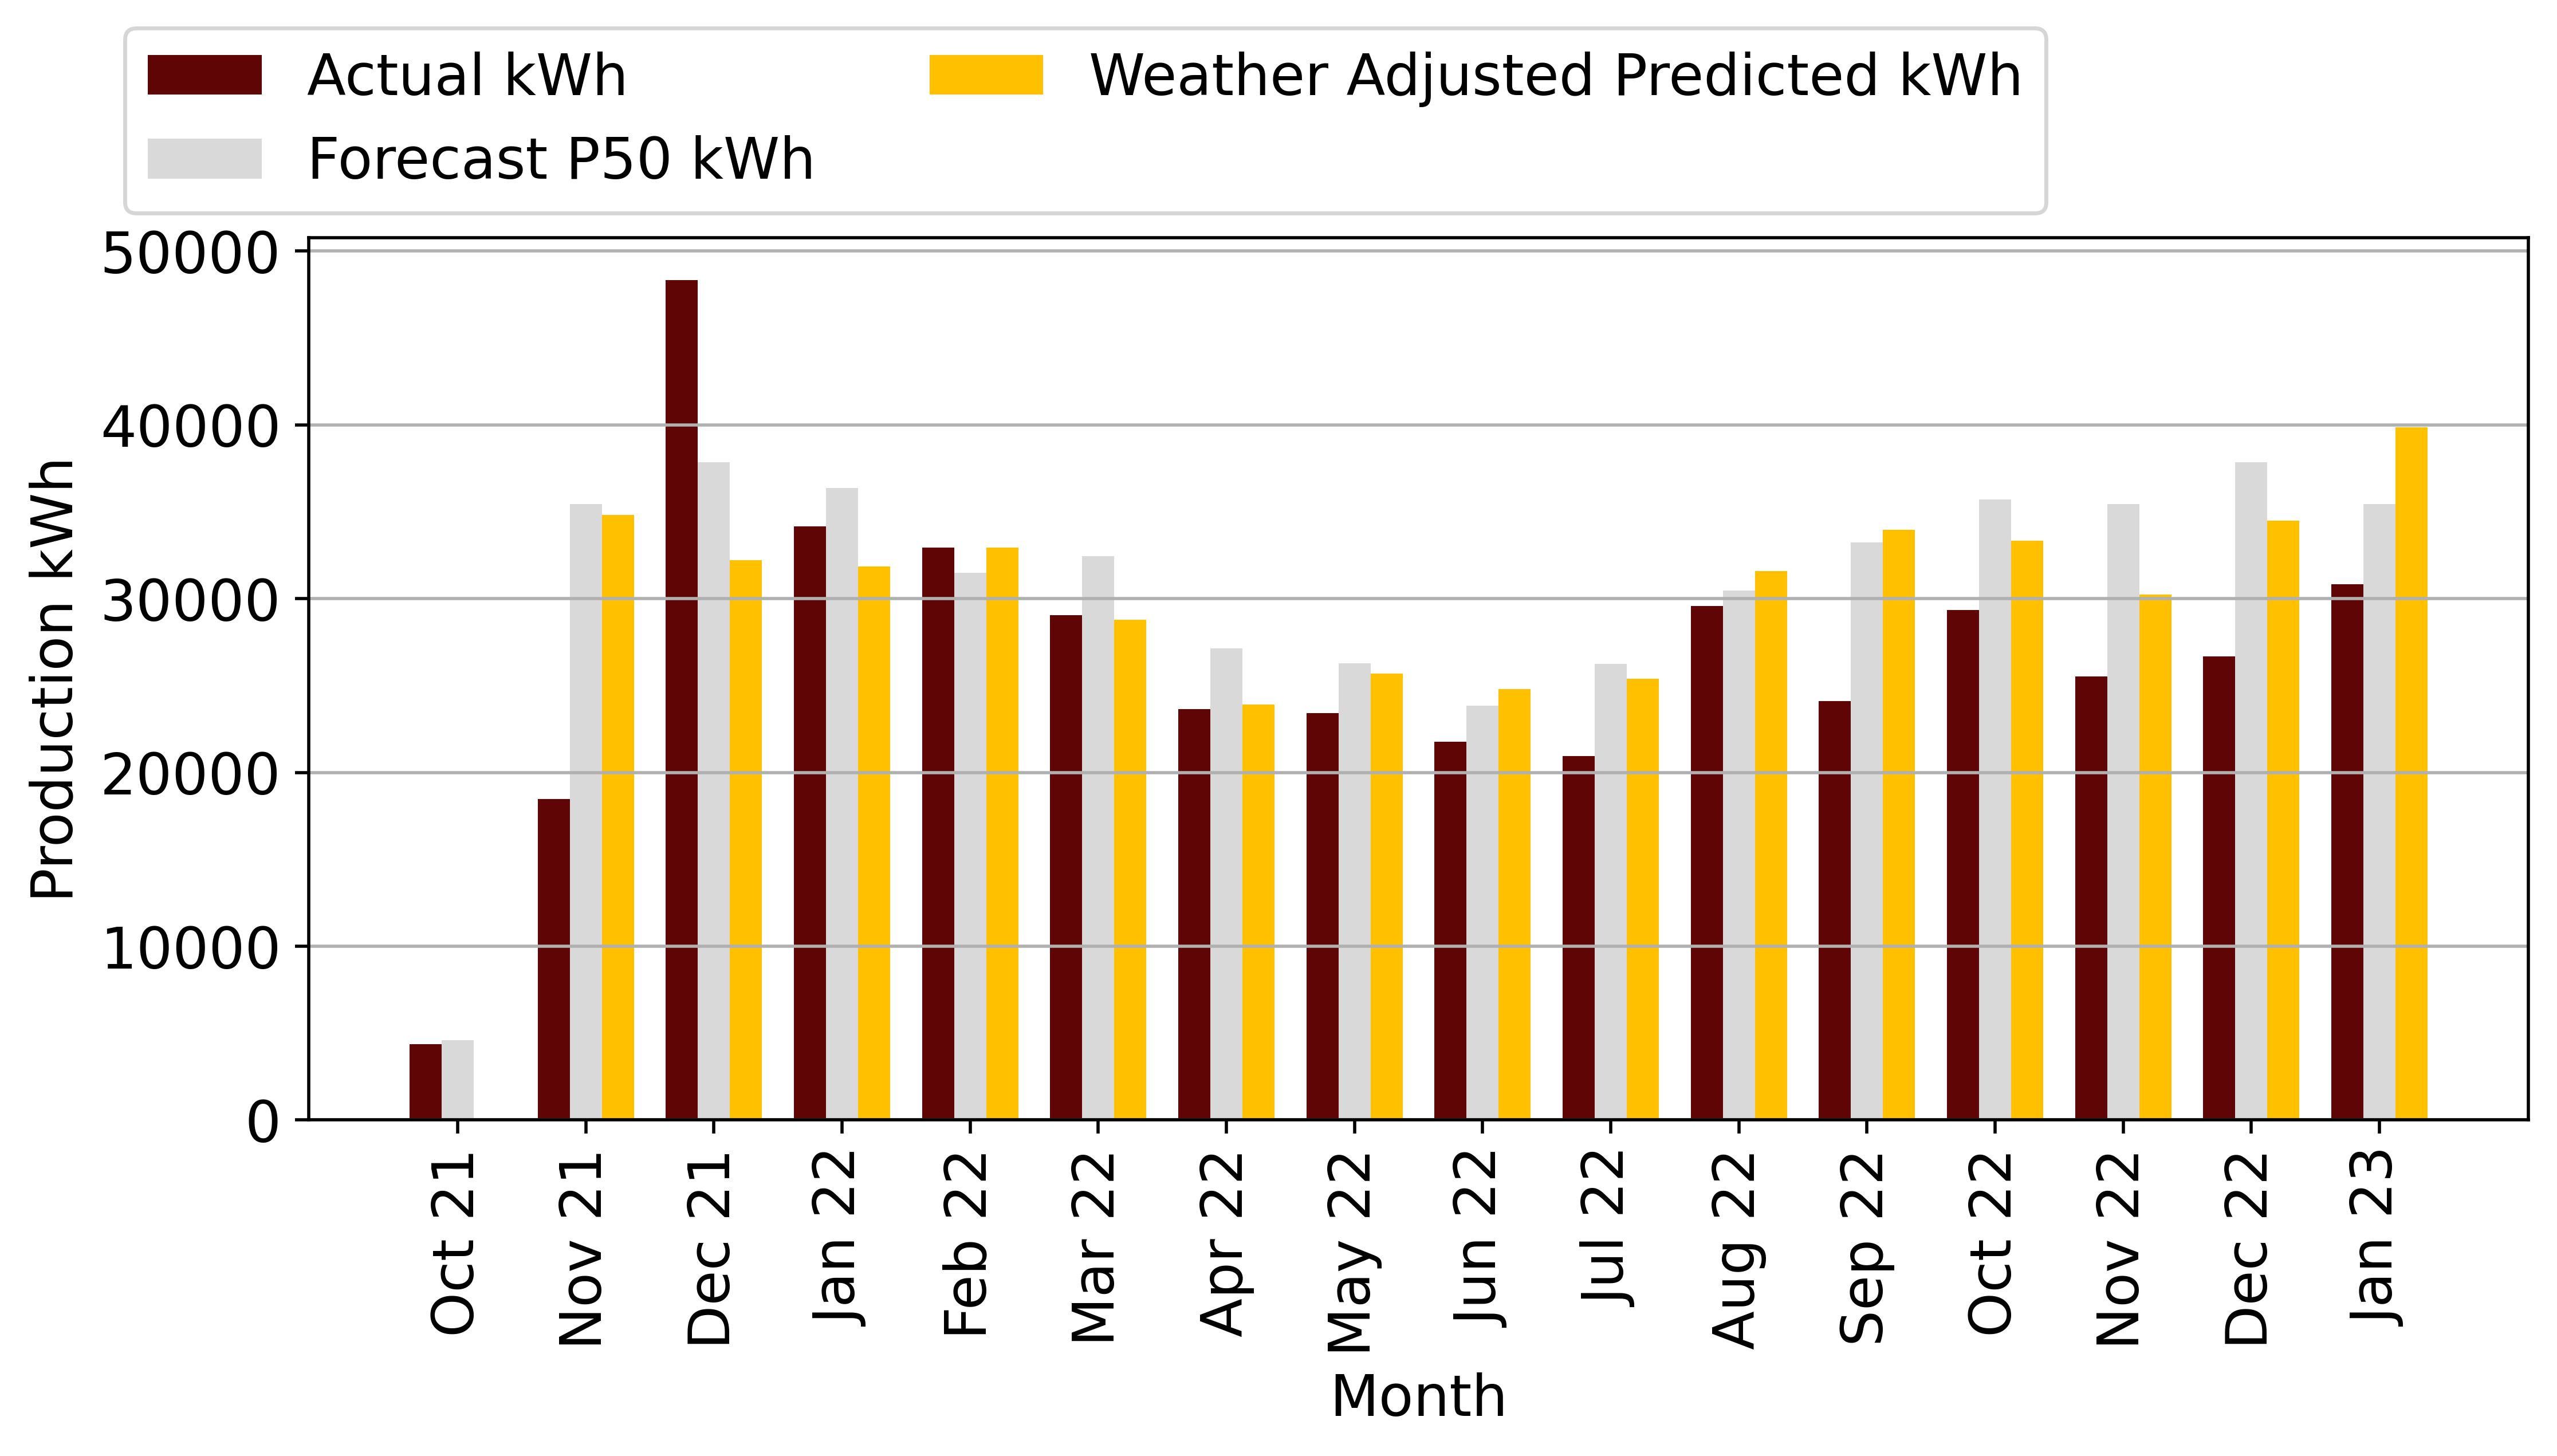 Actual kWh
Forecast P50 kWh
Weather Adjusted Predicted kWh
Production kWh
50000
40000
30000
20000
10000
0
Oct 21
Nov 21
Dec 21
Jan 22
Feb 22
Mar 22
Apr 22
May 22
Jun 22
Jul 22
Aug 22
Sep 22
Oct 22
Nov 22
Dec 22
Jan 23
Month